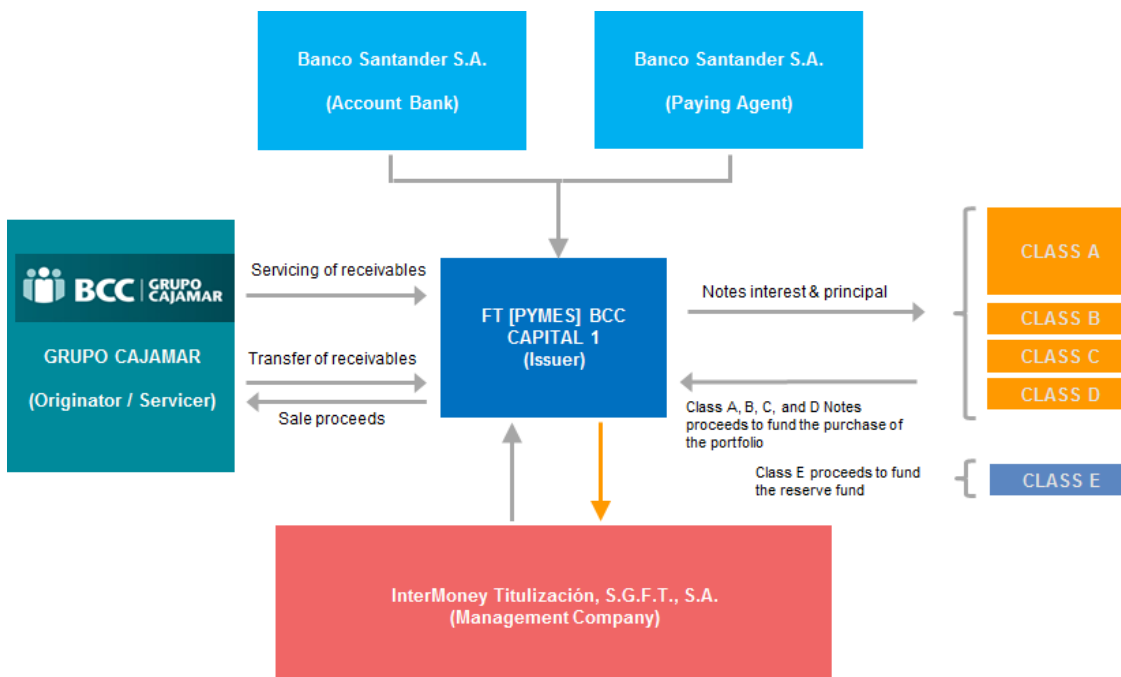 Banco Santander S.A.
(Account Bank)
Banco Santander S.A.
(Paying Agent)
BCC GRUPO
CAJAMAR
GRUPO CAJAMAR
(Originator / Servicer)
Servicing of receivables
Transfer of receivables
Sale proceeds
FT [PYMES] BCC
CAPITAL 1
(Issuer)
Notes interest & principal
Class A, B, C, and D Notes
proceeds to fund the purchase of
the portfolio
Class E proceeds to fund
the reserve fund
CLASS A
CLASS B
CLASS C
CLASS D
CLASS E
InterMoney Titulización, S.G.F.T., S.A.
(Management Company)